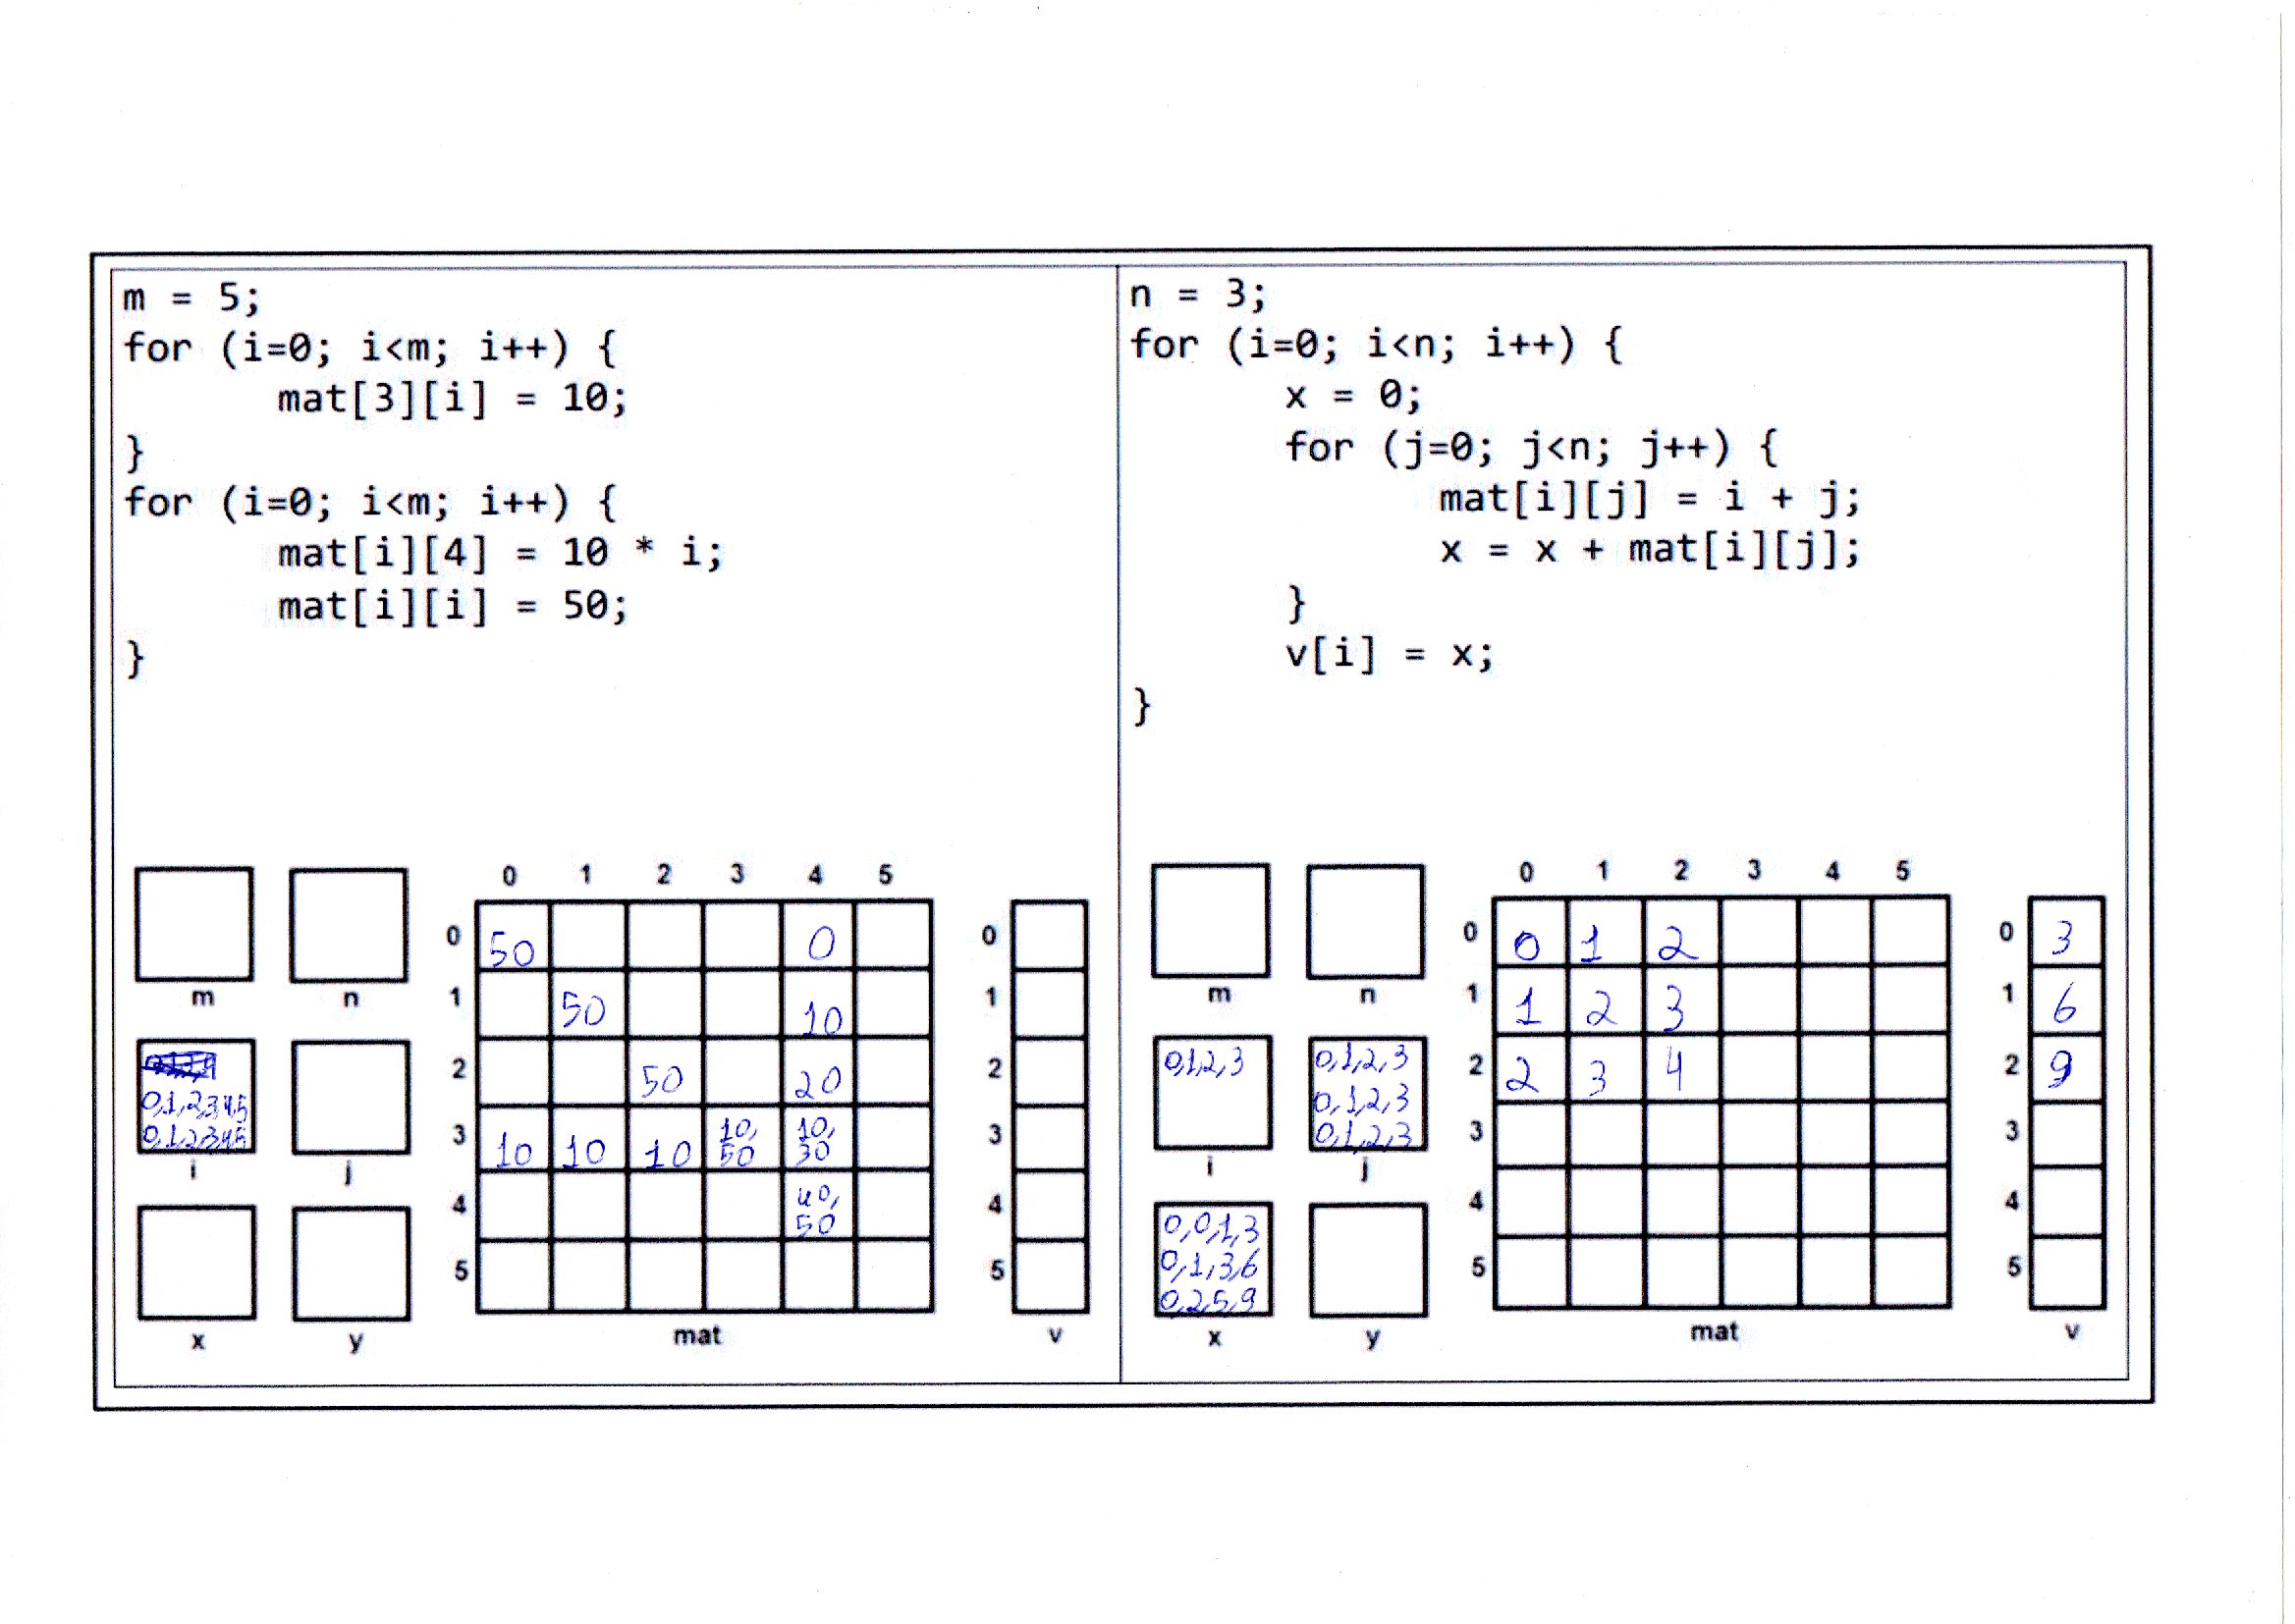 m = 5;
for (i=0; i<m; i++) {
mat[3][i] = 10;
}
for (i=0; i<m; i++) {
mat[i][4] = 10 * i;
mat[i][i] = 50;
}
0 1 2 3 4 5
0 50 0 0
1 50 10 1
m n
2 50 20 2
0,1,2,3,4,5
0,1,2,3,4,5
3 10 10 10 10, 50 10, 30 3
i j
4 40, 50 4
5 5
x y mat v
n = 3;
for (i=0; i<n; i++) {
x = 0;
for (j=0; j<n; j++) {
mat[i][j] = i + j;
x = x + mat[i][j];
}
v[i] = x;
}
0 1 2 3 4 5
0 0 1 2 0 3
1 1 2 3 1 6
m n
2 2 3 4 2 9
0,1,2,3 0,1,2,3
0,1,2,3
0,1,2,3
3 3
i j
4 4
0,0,1,3
0,1,3,6
0,2,5,9
5 5
x y mat v